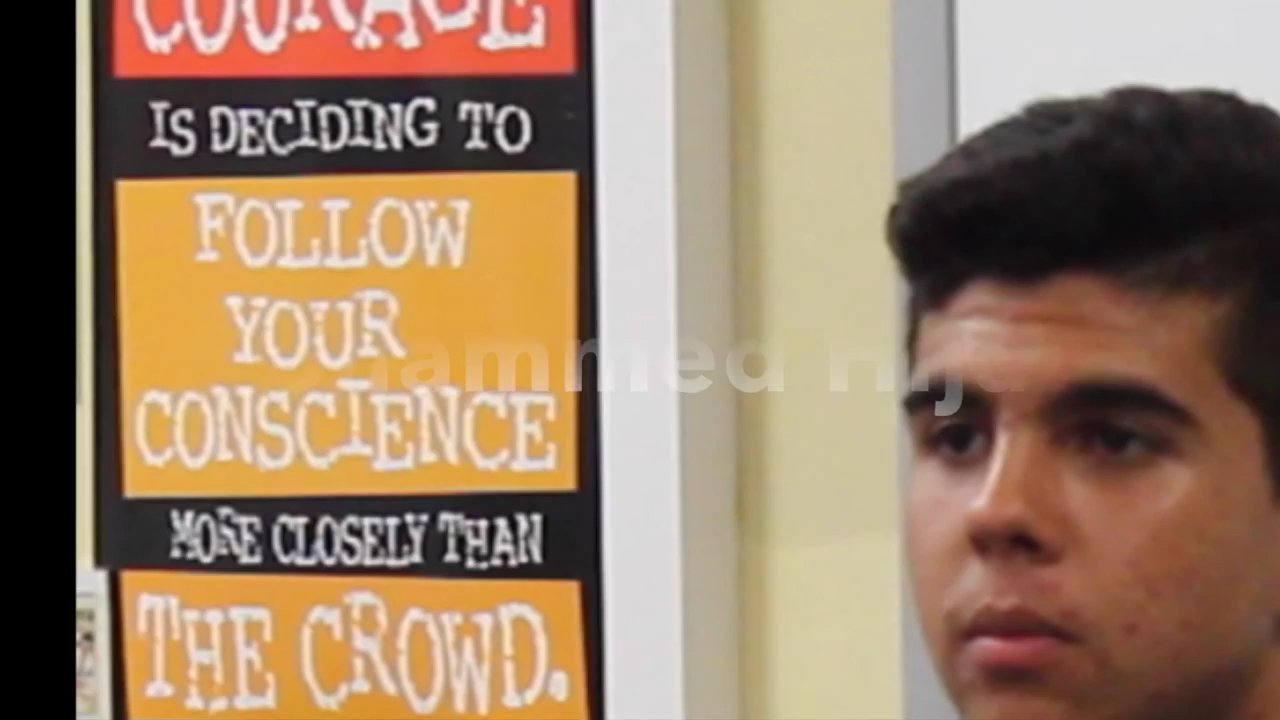 COURAGE
IS DECIDING TO
FOLLOW
YOUR
CONSCIENCE
MORE CLOSELY THAN
THE CROWD.